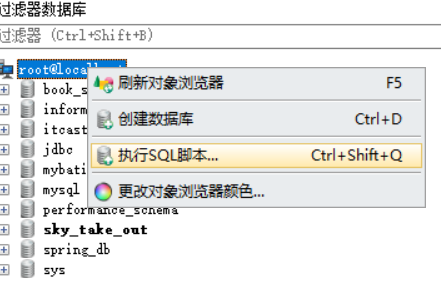 过滤器数据库
过滤器 (Ctrl+Shift+B)
root@local
刷新对象浏览器 F5
book_s
创建数据库 Ctrl+D
inform
itcast
执行SQL脚本... Ctrl+Shift+Q
jdbc
mybati
更改对象浏览器颜色...
mysql
performance_schema
sky_take_out
spring_db
sys